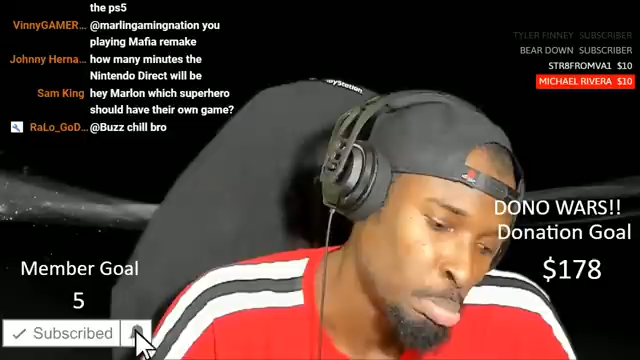 the ps5
VinnyGAMER... @marlingamingnation you
playing Mafia remake
Johnny Herna... how many minutes the
Nintendo Direct will be
Sam King hey Marlon which superhero
should have their own game?
RaLo_GoD... @Buzz chill bro
TYLER FINNEY SUBSCRIBER
BEAR DOWN SUBSCRIBER
STR8FROMVA1 $10
MICHAEL RIVERA $10
DONO WARS!!
Donation Goal
$178
Member Goal
5
Subscribed